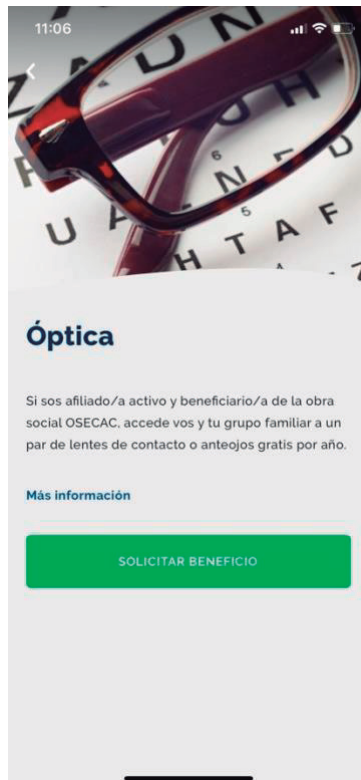 11:06
Óptica
Si sos afiliado/a activo y beneficiario/a de la obra
social OSECAC, accede vos y tu grupo familiar a un
par de lentes de contacto o anteojos gratis por año.
Más información
SOLICITAR BENEFICIO